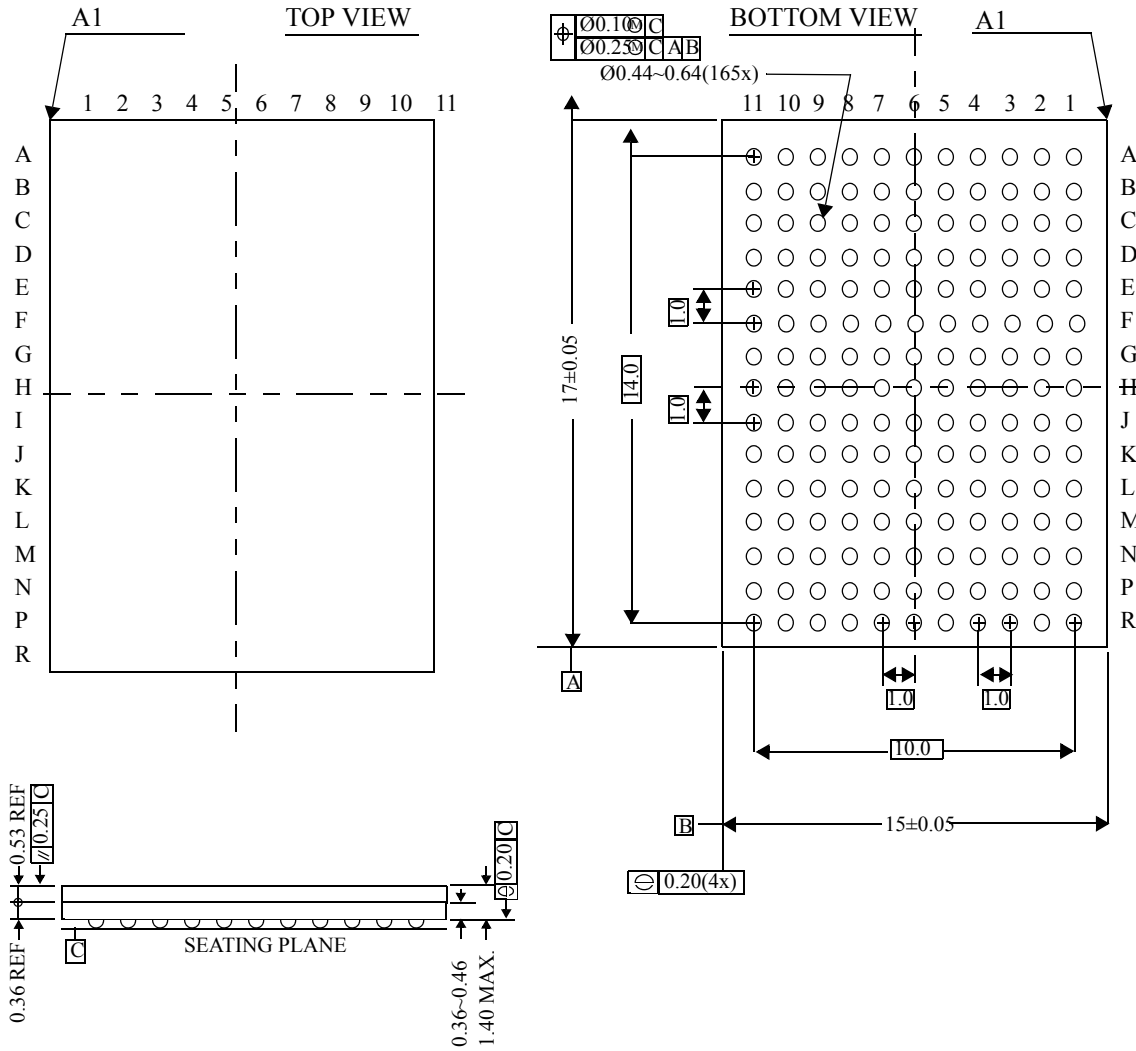 A1
TOP VIEW
1 2 3 4 5 6 7 8 9 10 11
A
B
C
D
E
F
G
H
I
J
K
L
M
N
P
R
BOTTOM VIEW
A1
⌖ Ø0.10Ⓜ C
Ø0.25Ⓜ C A B
Ø0.44~0.64(165x)
11 10 9 8 7 6 5 4 3 2 1
A
B
C
D
E
F
G
H
J
K
L
M
N
P
R
1.0
1.0
17±0.05
14.0
A
1.0
1.0
10.0
B
15±0.05
⌭ 0.20(4x)
0.53 REF
// 0.25 C
0.36 REF
C
SEATING PLANE
0.20 C
0.36~0.46
1.40 MAX.